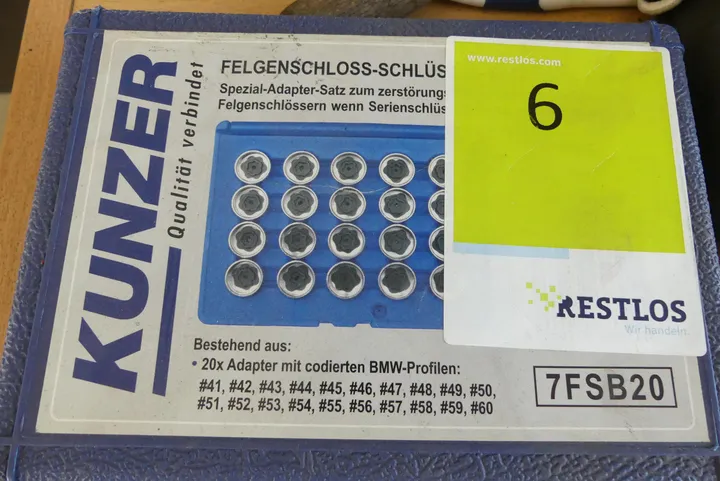 KUNZER
Qualität verbindet
FELGENSCHLOSS-SCHLÜS
Spezial-Adapter-Satz zum zerstörungs
Felgenschlössern wenn Serienschlüs
www.restlos.com
6
RESTLOS
Wir handeln.
Bestehend aus:
• 20x Adapter mit codierten BMW-Profilen:
#41, #42, #43, #44, #45, #46, #47, #48, #49, #50,
#51, #52, #53, #54, #55, #56, #57, #58, #59, #60
7FSB20